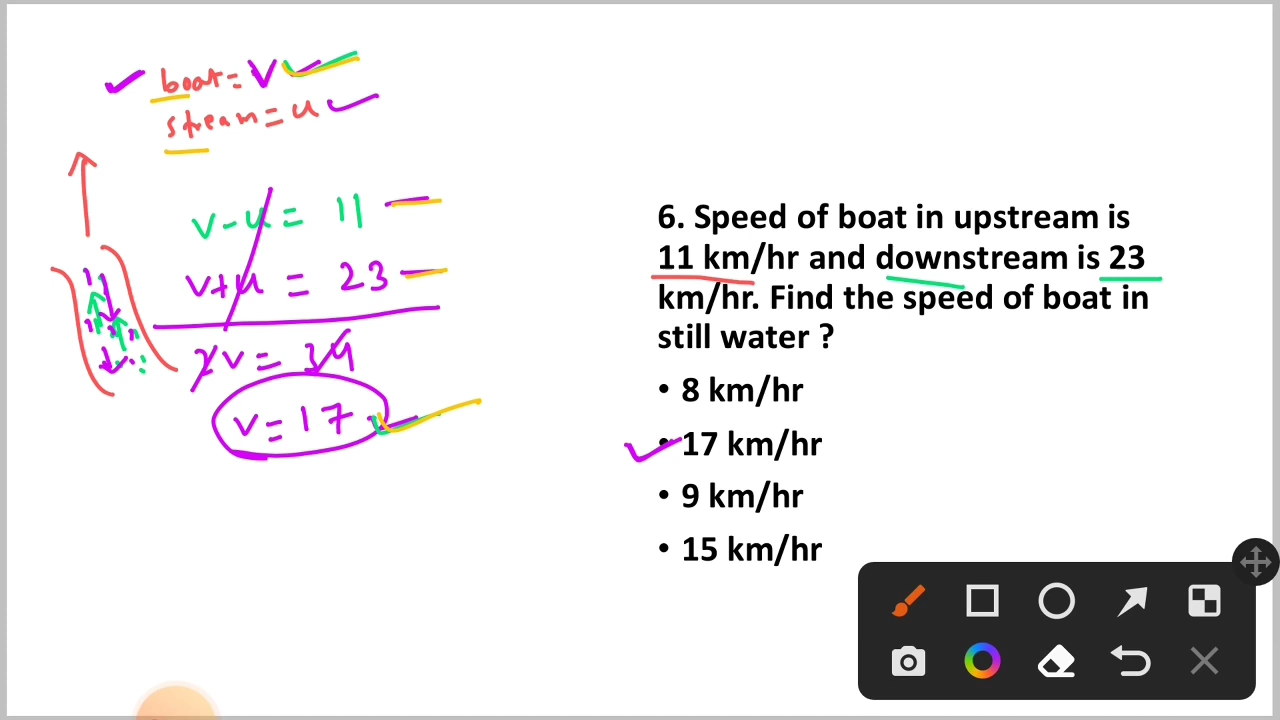 boat = V
stream = u
v - u = 11
v + u = 23
2v = 34
v = 17
6. Speed of boat in upstream is
11 km/hr and downstream is 23
km/hr. Find the speed of boat in
still water ?
• 8 km/hr
• 17 km/hr
• 9 km/hr
• 15 km/hr